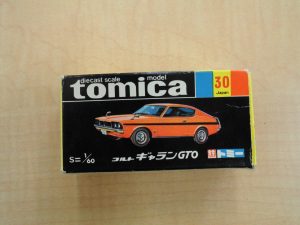 diecast scale model
tomica
30
Japan
S=1/60
コルト ギャランGTO